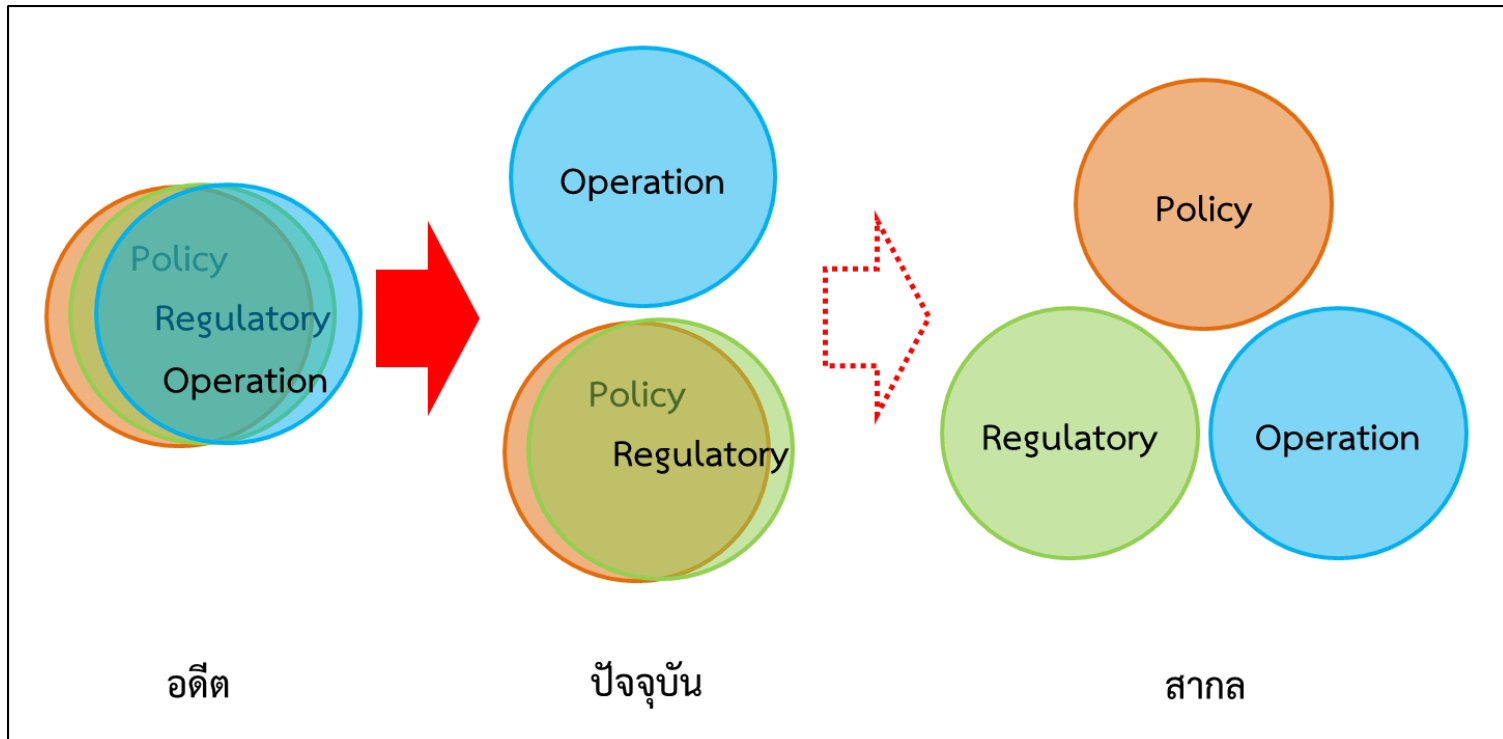 Policy
Regulatory
Operation
อดีต
Operation
Policy
Regulatory
ปัจจุบัน
Policy
Regulatory
Operation
สากล